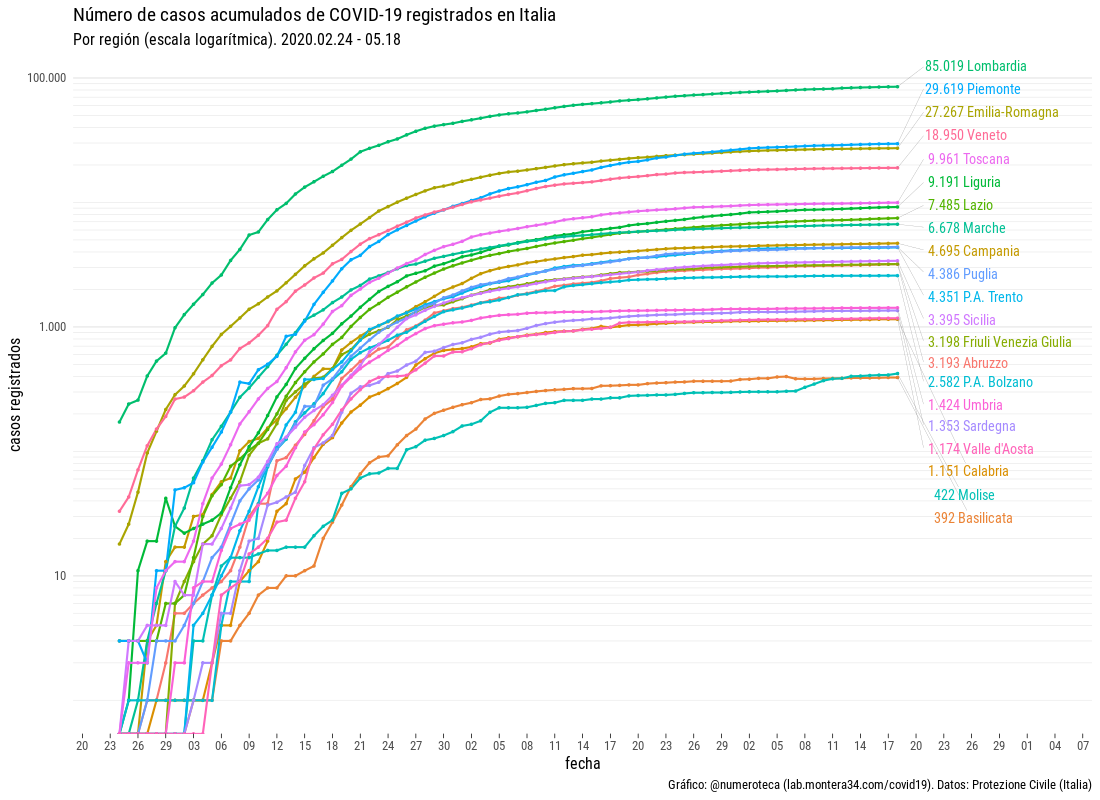 Número de casos acumulados de COVID-19 registrados en Italia
Por región (escala logarítmica). 2020.02.24 - 05.18
100.000
1.000
10
casos registrados
85.019 Lombardia
29.619 Piemonte
27.267 Emilia-Romagna
18.950 Veneto
9.961 Toscana
9.191 Liguria
7.485 Lazio
6.678 Marche
4.695 Campania
4.386 Puglia
4.351 P.A. Trento
3.395 Sicilia
3.198 Friuli Venezia Giulia
3.193 Abruzzo
2.582 P.A. Bolzano
1.424 Umbria
1.353 Sardegna
1.174 Valle d'Aosta
1.151 Calabria
422 Molise
392 Basilicata
20 23 26 29 03 06 09 12 15 18 21 24 27 30 02 05 08 11 14 17 20 23 26 29 02 05 08 11 14 17 20 23 26 29 01 04 07
fecha
Gráfico: @numeroteca (lab.montera34.com/covid19). Datos: Protezione Civile (Italia)